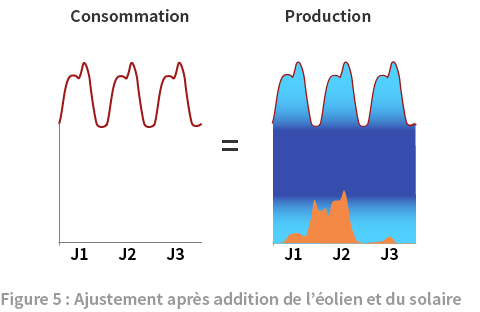 Consommation Production
=
J1 J2 J3 J1 J2 J3
Figure 5 : Ajustement après addition de l'éolien et du solaire